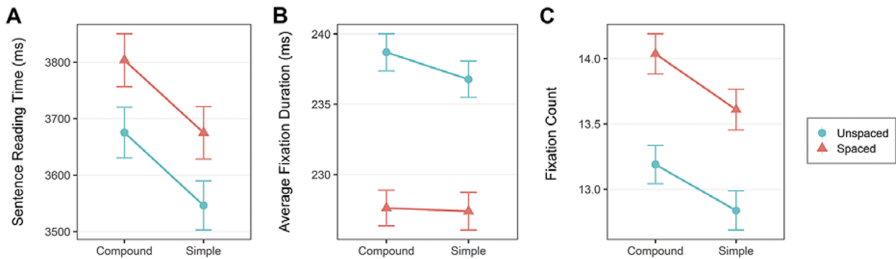 A
Sentence Reading Time (ms)
3800
3700
3600
3500
Compound
Simple
B
Average Fixation Duration (ms)
240
235
230
Compound
Simple
C
Fixation Count
14.0
13.5
13.0
Compound
Simple
Unspaced
Spaced